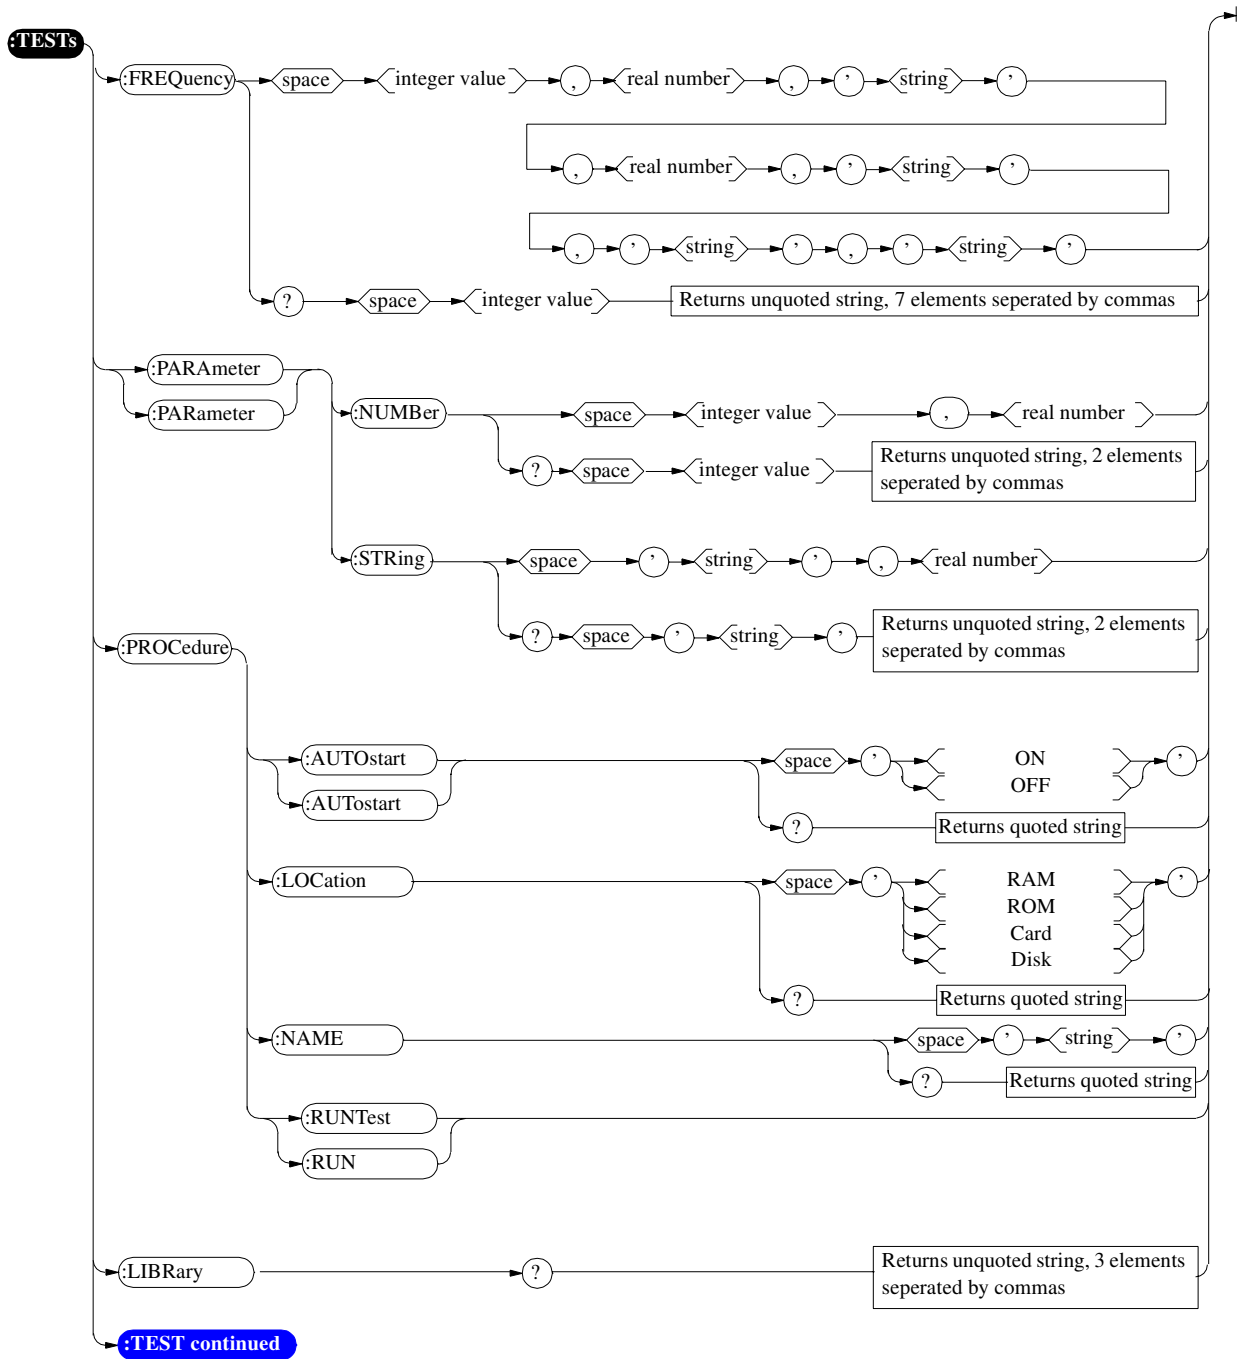 :TESTs
:FREQuency space integer value , real number , ’ string ’
, real number , ’ string ’
, ’ string ’ , ’ string ’
? space integer value Returns unquoted string, 7 elements seperated by commas
:PARAmeter
:PARameter
:NUMBer space integer value , real number
? space integer value Returns unquoted string, 2 elements
seperated by commas
:STRing space ’ string ’ , real number
? space ’ string ’ Returns unquoted string, 2 elements
seperated by commas
:PROCedure
:AUTOstart space ’ ON ’
OFF
:AUTostart
? Returns quoted string
:LOCation space ’ RAM ’
ROM
Card
Disk
? Returns quoted string
:NAME space ’ string ’
? Returns quoted string
:RUNTest
:RUN
:LIBRary ? Returns unquoted string, 3 elements
seperated by commas
:TEST continued